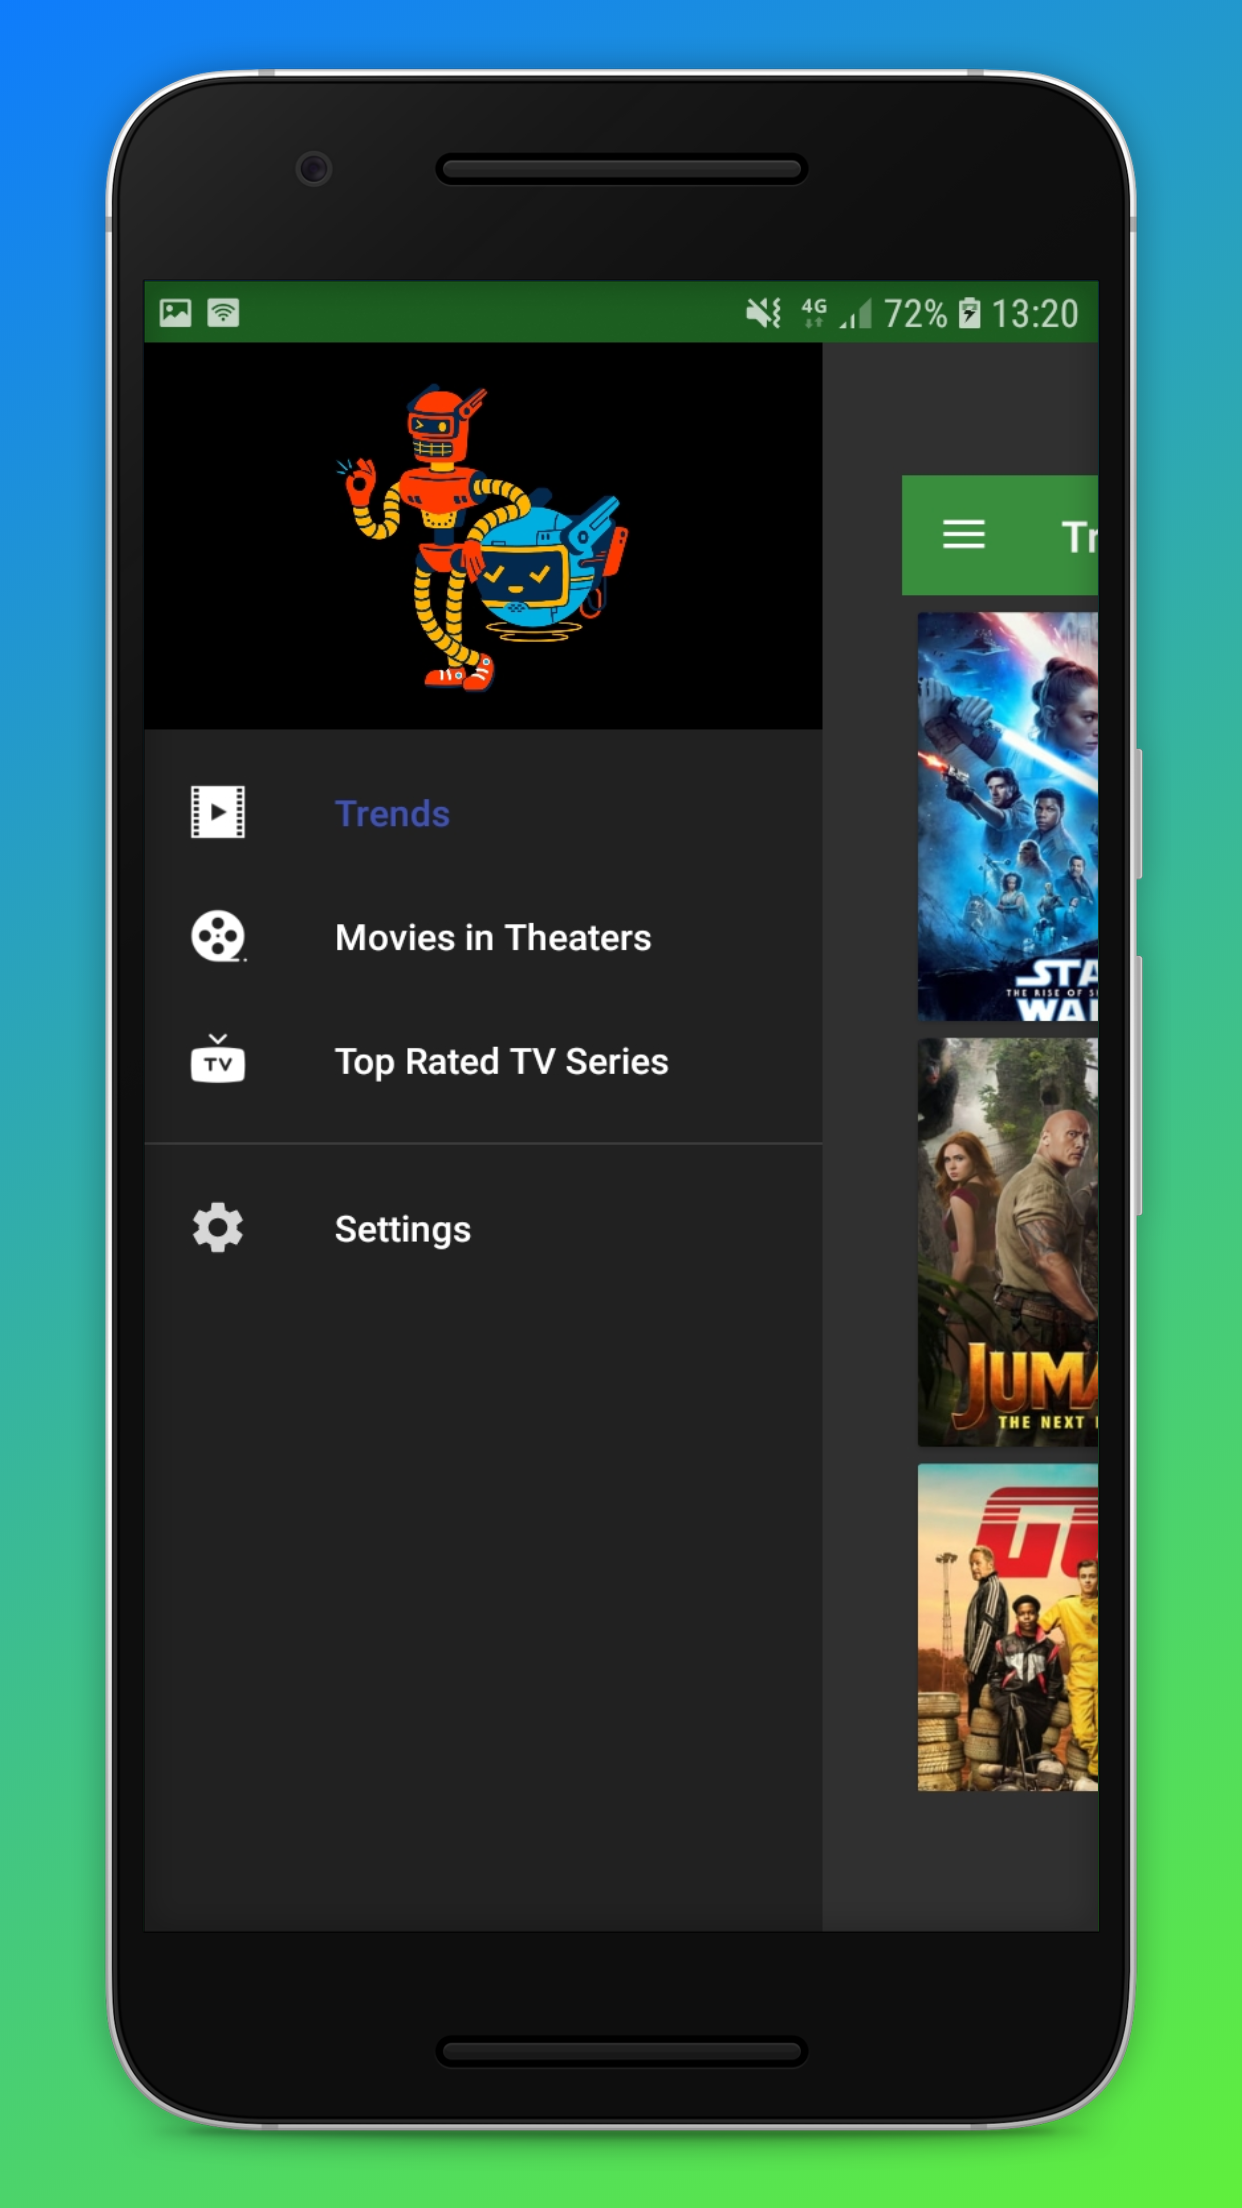 4G 72% 13:20
Tr
Trends
Movies in Theaters
TV
Top Rated TV Series
Settings
STA
THE RISE OF S
WAR
JUMA
THE NEXT